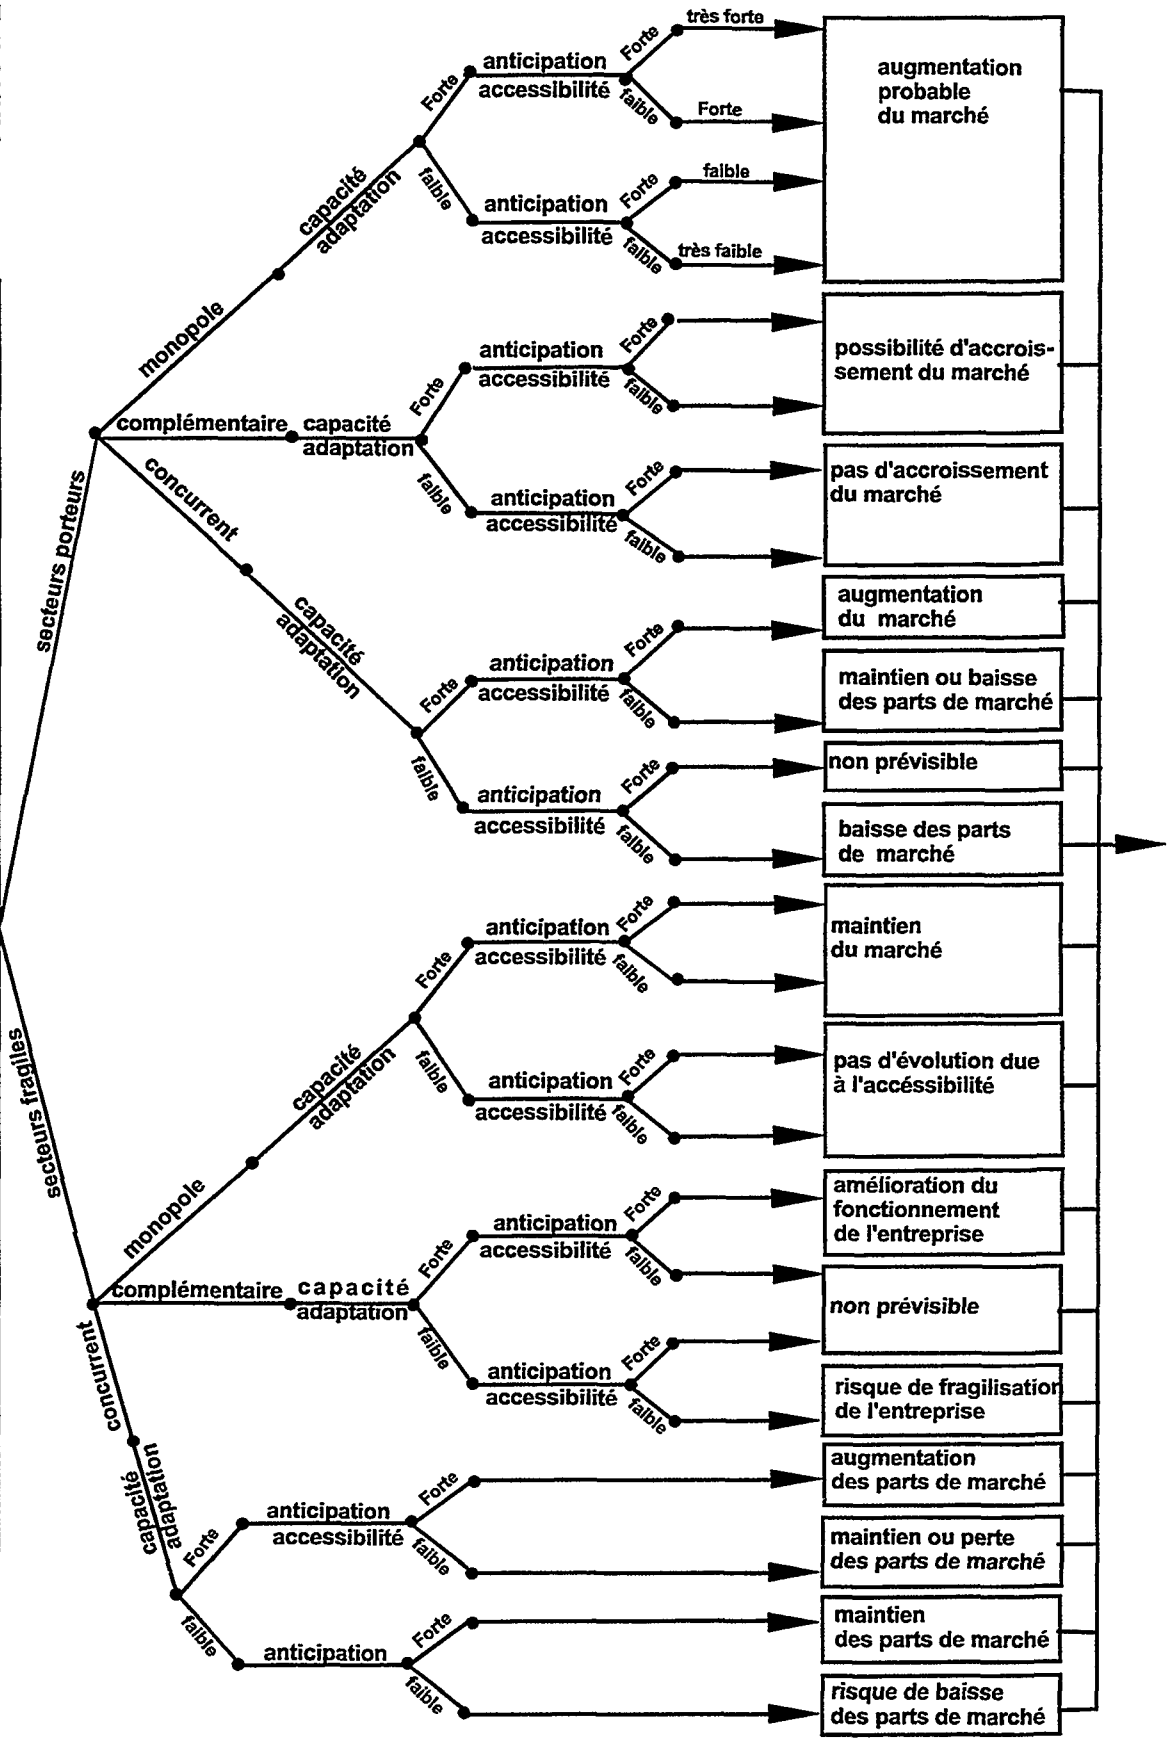 secteurs porteurs
monopole
capacité
adaptation
Forte
anticipation
accessibilité
Forte
très forte
faible
Forte
augmentation
probable
du marché
faible
anticipation
accessibilité
Forte
faible
faible
très faible
complémentaire
capacité
adaptation
Forte
anticipation
accessibilité
Forte
faible
possibilité d'accrois-
sement du marché
faible
anticipation
accessibilité
Forte
faible
pas d'accroissement
du marché
concurrent
capacité
adaptation
Forte
anticipation
accessibilité
Forte
augmentation
du marché
faible
maintien ou baisse
des parts de marché
faible
anticipation
accessibilité
Forte
non prévisible
faible
baisse des parts
de marché
secteurs fragiles
monopole
capacité
adaptation
Forte
anticipation
accessibilité
Forte
faible
maintien
du marché
faible
anticipation
accessibilité
Forte
faible
pas d'évolution due
à l'accéssibilité
complémentaire
capacité
adaptation
Forte
anticipation
accessibilité
Forte
amélioration du
fonctionnement
de l'entreprise
faible
non prévisible
faible
anticipation
accessibilité
Forte
faible
risque de fragilisation
de l'entreprise
concurrent
capacité
adaptation
Forte
anticipation
accessibilité
Forte
augmentation
des parts de marché
faible
maintien ou perte
des parts de marché
faible
anticipation
Forte
maintien
des parts de marché
faible
risque de baisse
des parts de marché